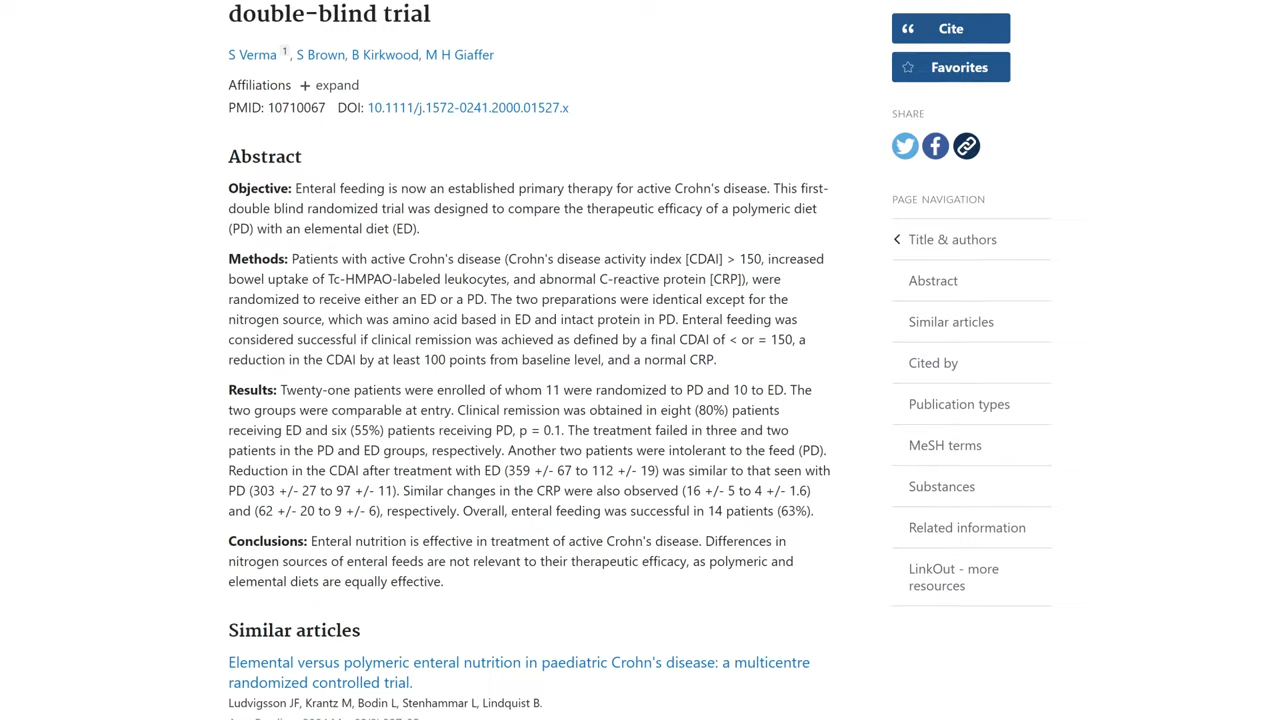 double-blind trial
S Verma 1, S Brown, B Kirkwood, M H Giaffer
Affiliations + expand
PMID: 10710067 DOI: 10.1111/j.1572-0241.2000.01527.x
Abstract
Objective: Enteral feeding is now an established primary therapy for active Crohn's disease. This first-
double blind randomized trial was designed to compare the therapeutic efficacy of a polymeric diet
(PD) with an elemental diet (ED).
Methods: Patients with active Crohn's disease (Crohn's disease activity index [CDAI] > 150, increased
bowel uptake of Tc-HMPAO-labeled leukocytes, and abnormal C-reactive protein [CRP]), were
randomized to receive either an ED or a PD. The two preparations were identical except for the
nitrogen source, which was amino acid based in ED and intact protein in PD. Enteral feeding was
considered successful if clinical remission was achieved as defined by a final CDAI of < or = 150, a
reduction in the CDAI by at least 100 points from baseline level, and a normal CRP.
Results: Twenty-one patients were enrolled of whom 11 were randomized to PD and 10 to ED. The
two groups were comparable at entry. Clinical remission was obtained in eight (80%) patients
receiving ED and six (55%) patients receiving PD, p = 0.1. The treatment failed in three and two
patients in the PD and ED groups, respectively. Another two patients were intolerant to the feed (PD).
Reduction in the CDAI after treatment with ED (359 +/- 67 to 112 +/- 19) was similar to that seen with
PD (303 +/- 27 to 97 +/- 11). Similar changes in the CRP were also observed (16 +/- 5 to 4 +/- 1.6)
and (62 +/- 20 to 9 +/- 6), respectively. Overall, enteral feeding was successful in 14 patients (63%).
Conclusions: Enteral nutrition is effective in treatment of active Crohn's disease. Differences in
nitrogen sources of enteral feeds are not relevant to their therapeutic efficacy, as polymeric and
elemental diets are equally effective.
Similar articles
Elemental versus polymeric enteral nutrition in paediatric Crohn's disease: a multicentre
randomized controlled trial.
Ludvigsson JF, Krantz M, Bodin L, Stenhammar L, Lindquist B.
Cite
Favorites
SHARE
PAGE NAVIGATION
Title & authors
Abstract
Similar articles
Cited by
Publication types
MeSH terms
Substances
Related information
LinkOut - more
resources